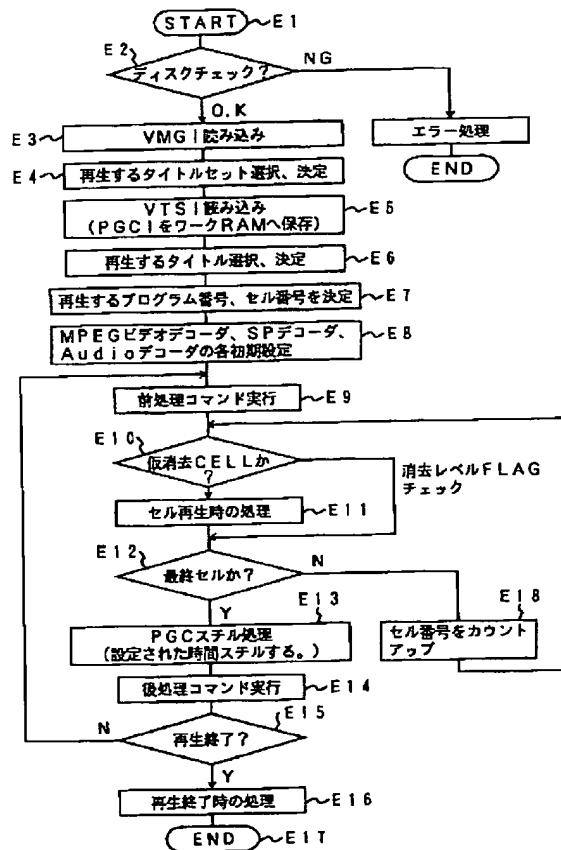 START
E1
E2
ディスクチェック?
NG
O.K
エラー処理
END
E3
VMGI読み込み
E4
再生するタイトルセット選択、決定
VTSI読み込み
(PGCIをワークRAMへ保存)
E5
再生するタイトル選択、決定
E6
再生するプログラム番号、セル番号を決定
E7
MPEGビデオデコーダ、SPデコーダ、
Audioデコーダの各初期設定
E8
前処理コマンド実行
E9
E10
仮消去CELLか
?
消去レベルFLAG
チェック
セル再生時の処理
E11
E12
最終セルか?
N
Y
E13
PGCスチル処理
(設定された時間スチルする。)
E18
セル番号をカウント
アップ
後処理コマンド実行
E14
E15
再生終了?
N
Y
再生終了時の処理
E16
END
E17